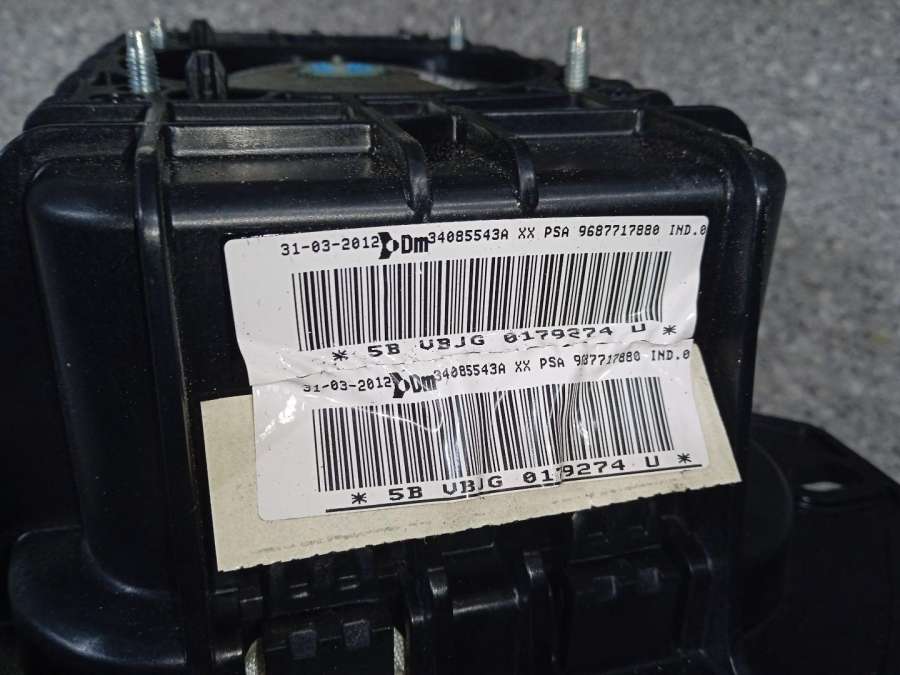 31-03-2012 Dm 34085543A XX PSA 9687717880 IND.0
* 5B VBJG 0179274 U *
31-03-2012 Dm 34085543A XX PSA 9687717880 IND.0
* 5B VBJG 0179274 U *